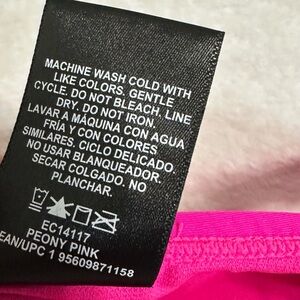 MACHINE WASH COLD WITH
LIKE COLORS. GENTLE
CYCLE. DO NOT BLEACH. LINE
DRY. DO NOT IRON.
LAVAR A MÁQUINA CON AGUA
FRÍA Y CON COLORES
SIMILARES. CICLO DELICADO.
NO USAR BLANQUEADOR.
SECAR COLGADO. NO
PLANCHAR.
EC14117
PEONY PINK
EAN/UPC 1 95609871158